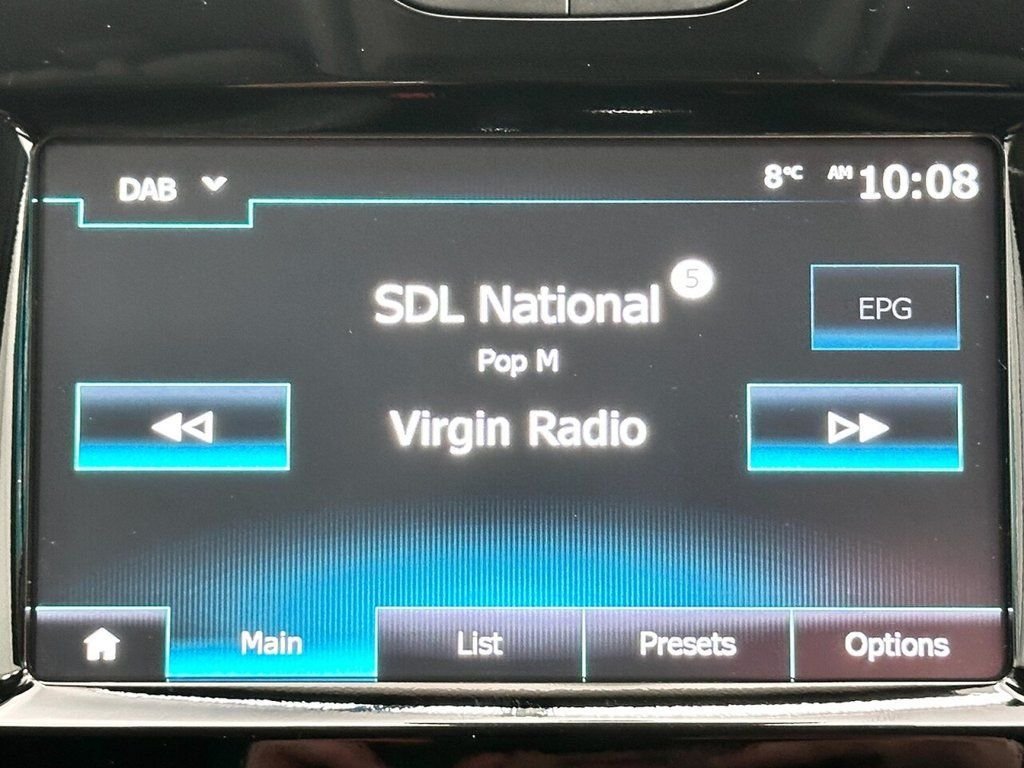 DAB
8°C AM 10:08
SDL National 5
EPG
Pop M
Virgin Radio
Main List Presets Options